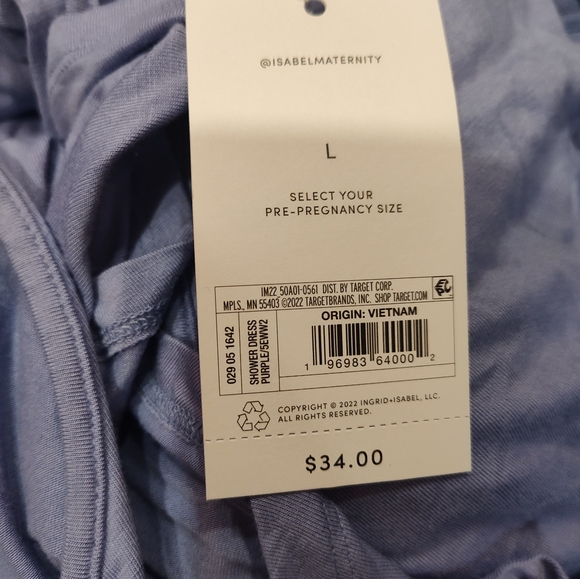 @ISABELMATERNITY
L
SELECT YOUR
PRE-PREGNANCY SIZE
IM22 50A01-0561 DIST. BY TARGET CORP.
MPLS, MN 55403 ©2022 TARGETBRANDS, INC. SHOP TARGET.COM
029 05 1642
SHOWER DRESS
PURPLE/5EWW2
ORIGIN: VIETNAM
1 96983 64000 2
COPYRIGHT © 2022 INGRID+ISABEL, LLC.
ALL RIGHTS RESERVED.
$34.00